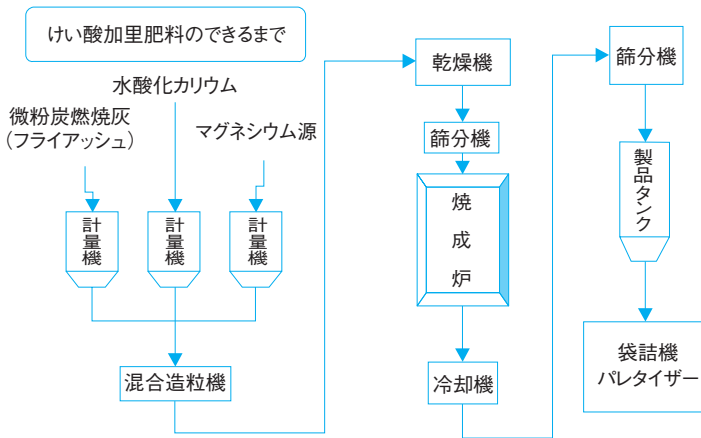 けい酸加里肥料のできるまで
水酸化カリウム
微粉炭燃焼灰
(フライアッシュ)
マグネシウム源
計量機
計量機
計量機
混合造粒機
乾燥機
篩分機
焼成炉
冷却機
篩分機
製品タンク
袋詰機
パレタイザー